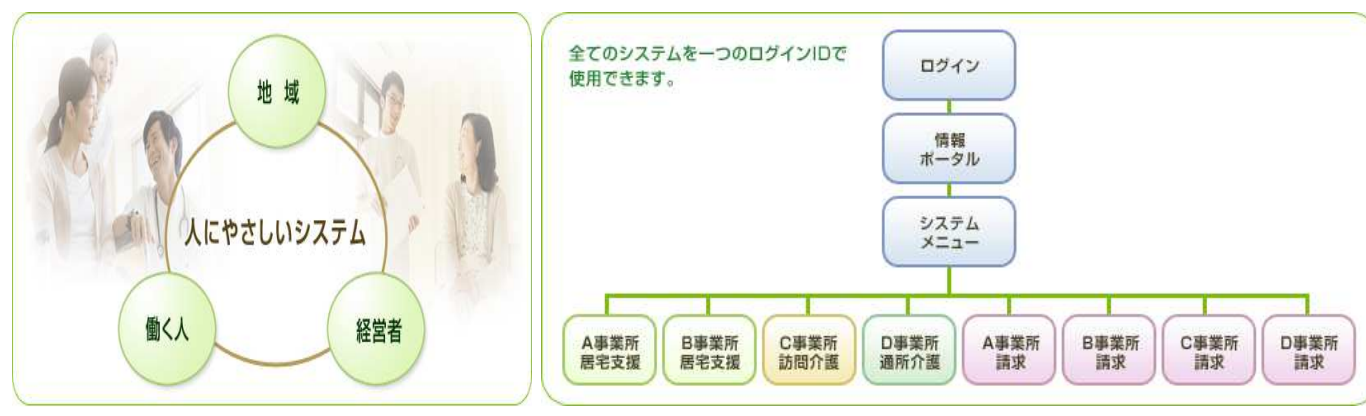 地 域
人にやさしいシステム
働く人
経営者
全てのシステムを一つのログインIDで
使用できます。
ログイン
情報
ポータル
システム
メニュー
A事業所
居宅支援
B事業所
居宅支援
C事業所
訪問介護
D事業所
通所介護
A事業所
請求
B事業所
請求
C事業所
請求
D事業所
請求